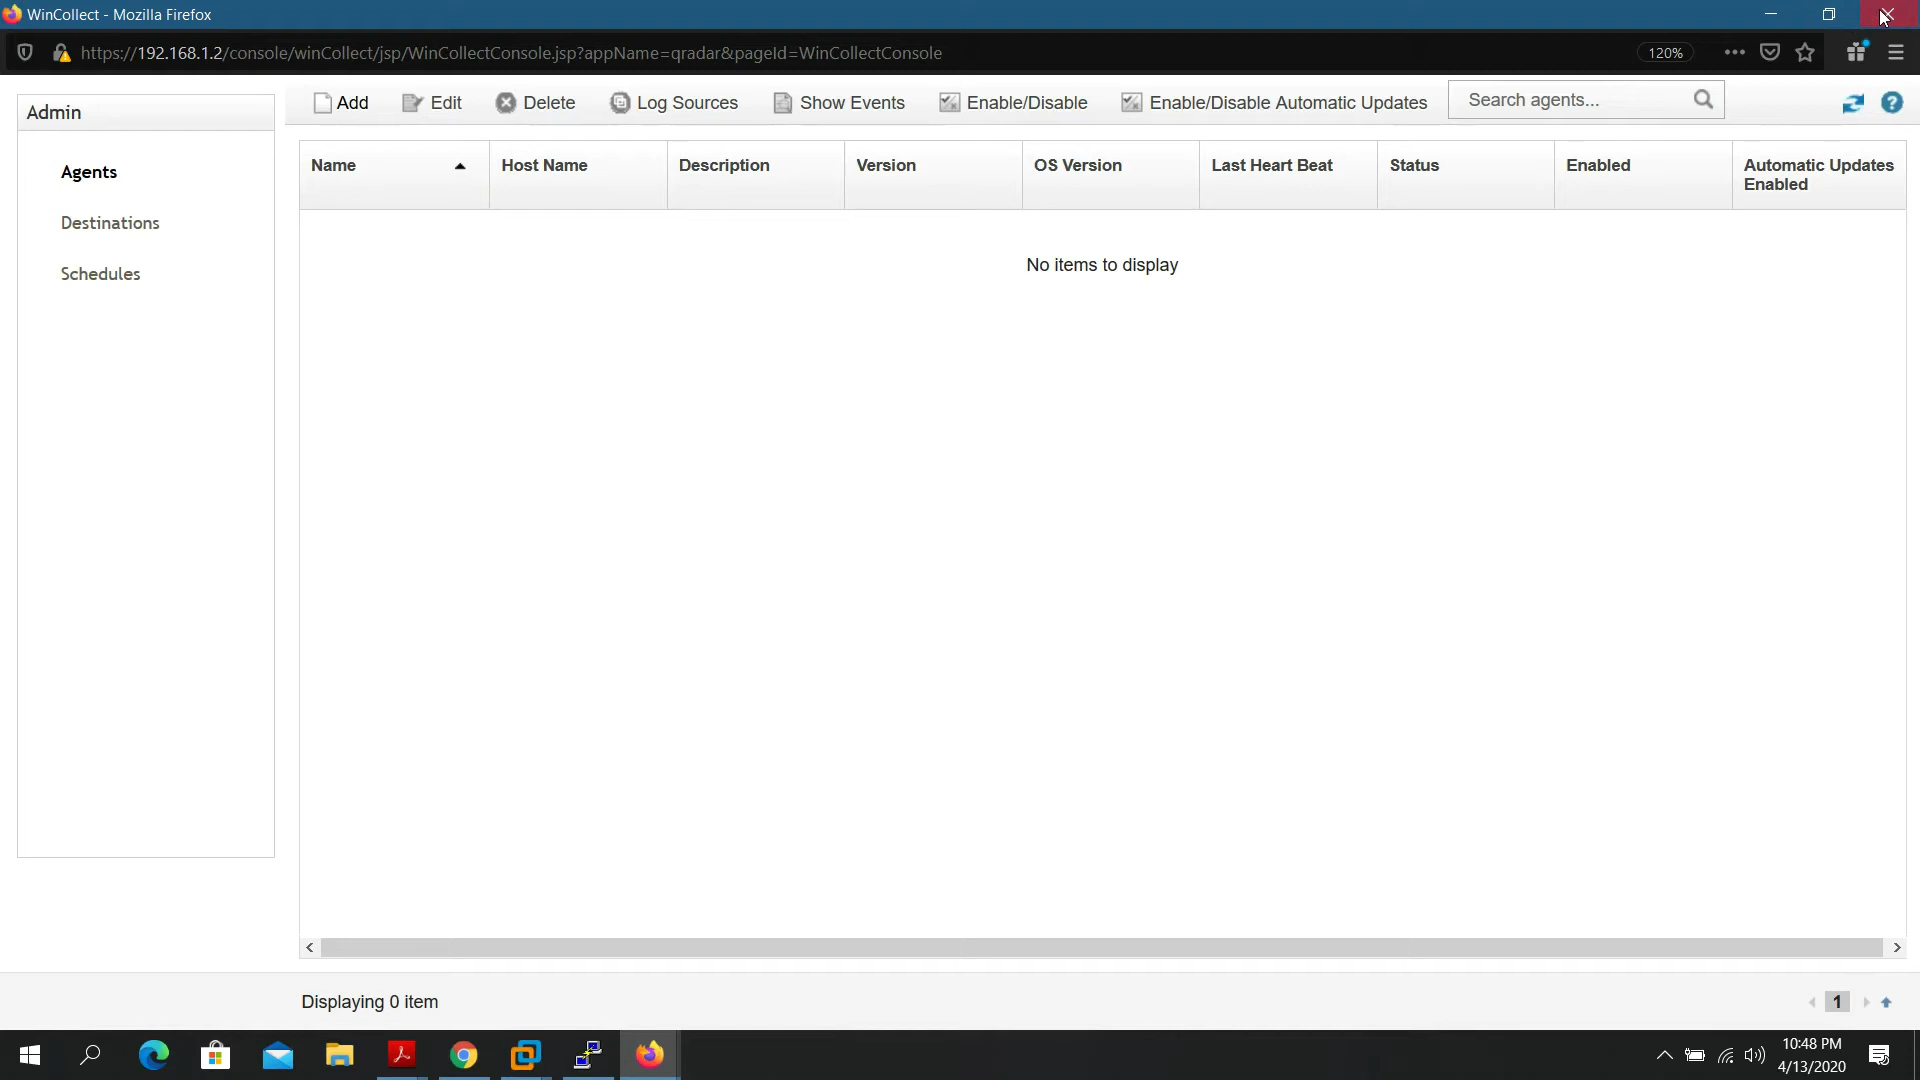 WinCollect - Mozilla Firefox
https://192.168.1.2/console/winCollect/jsp/WinCollectConsole.jsp?appName=qradar&pageId=WinCollectConsole
120%
Admin
Agents
Destinations
Schedules
Add Edit Delete Log Sources Show Events Enable/Disable Enable/Disable Automatic Updates Search agents...
Name Host Name Description Version OS Version Last Heart Beat Status Enabled Automatic Updates
Enabled
No items to display
Displaying 0 item
1
10:48 PM
4/13/2020